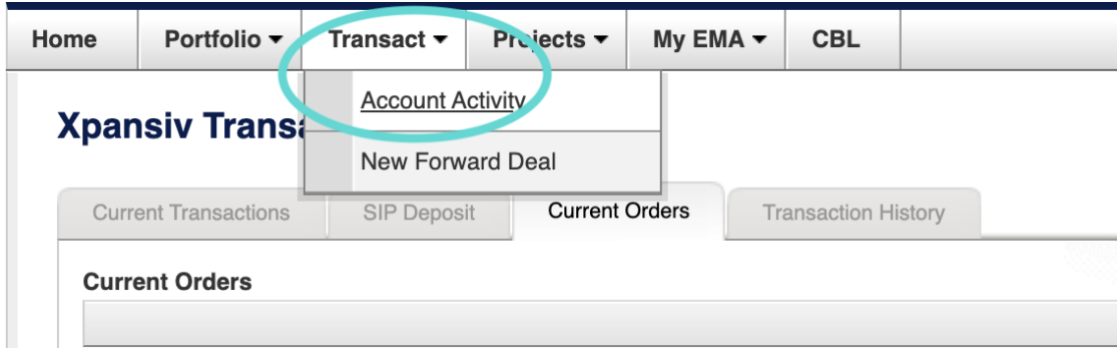 Home Portfolio Transact Projects My EMA CBL
Account Activity
Xpansiv Transa
New Forward Deal
Current Transactions SIP Deposit Current Orders Transaction History
Current Orders